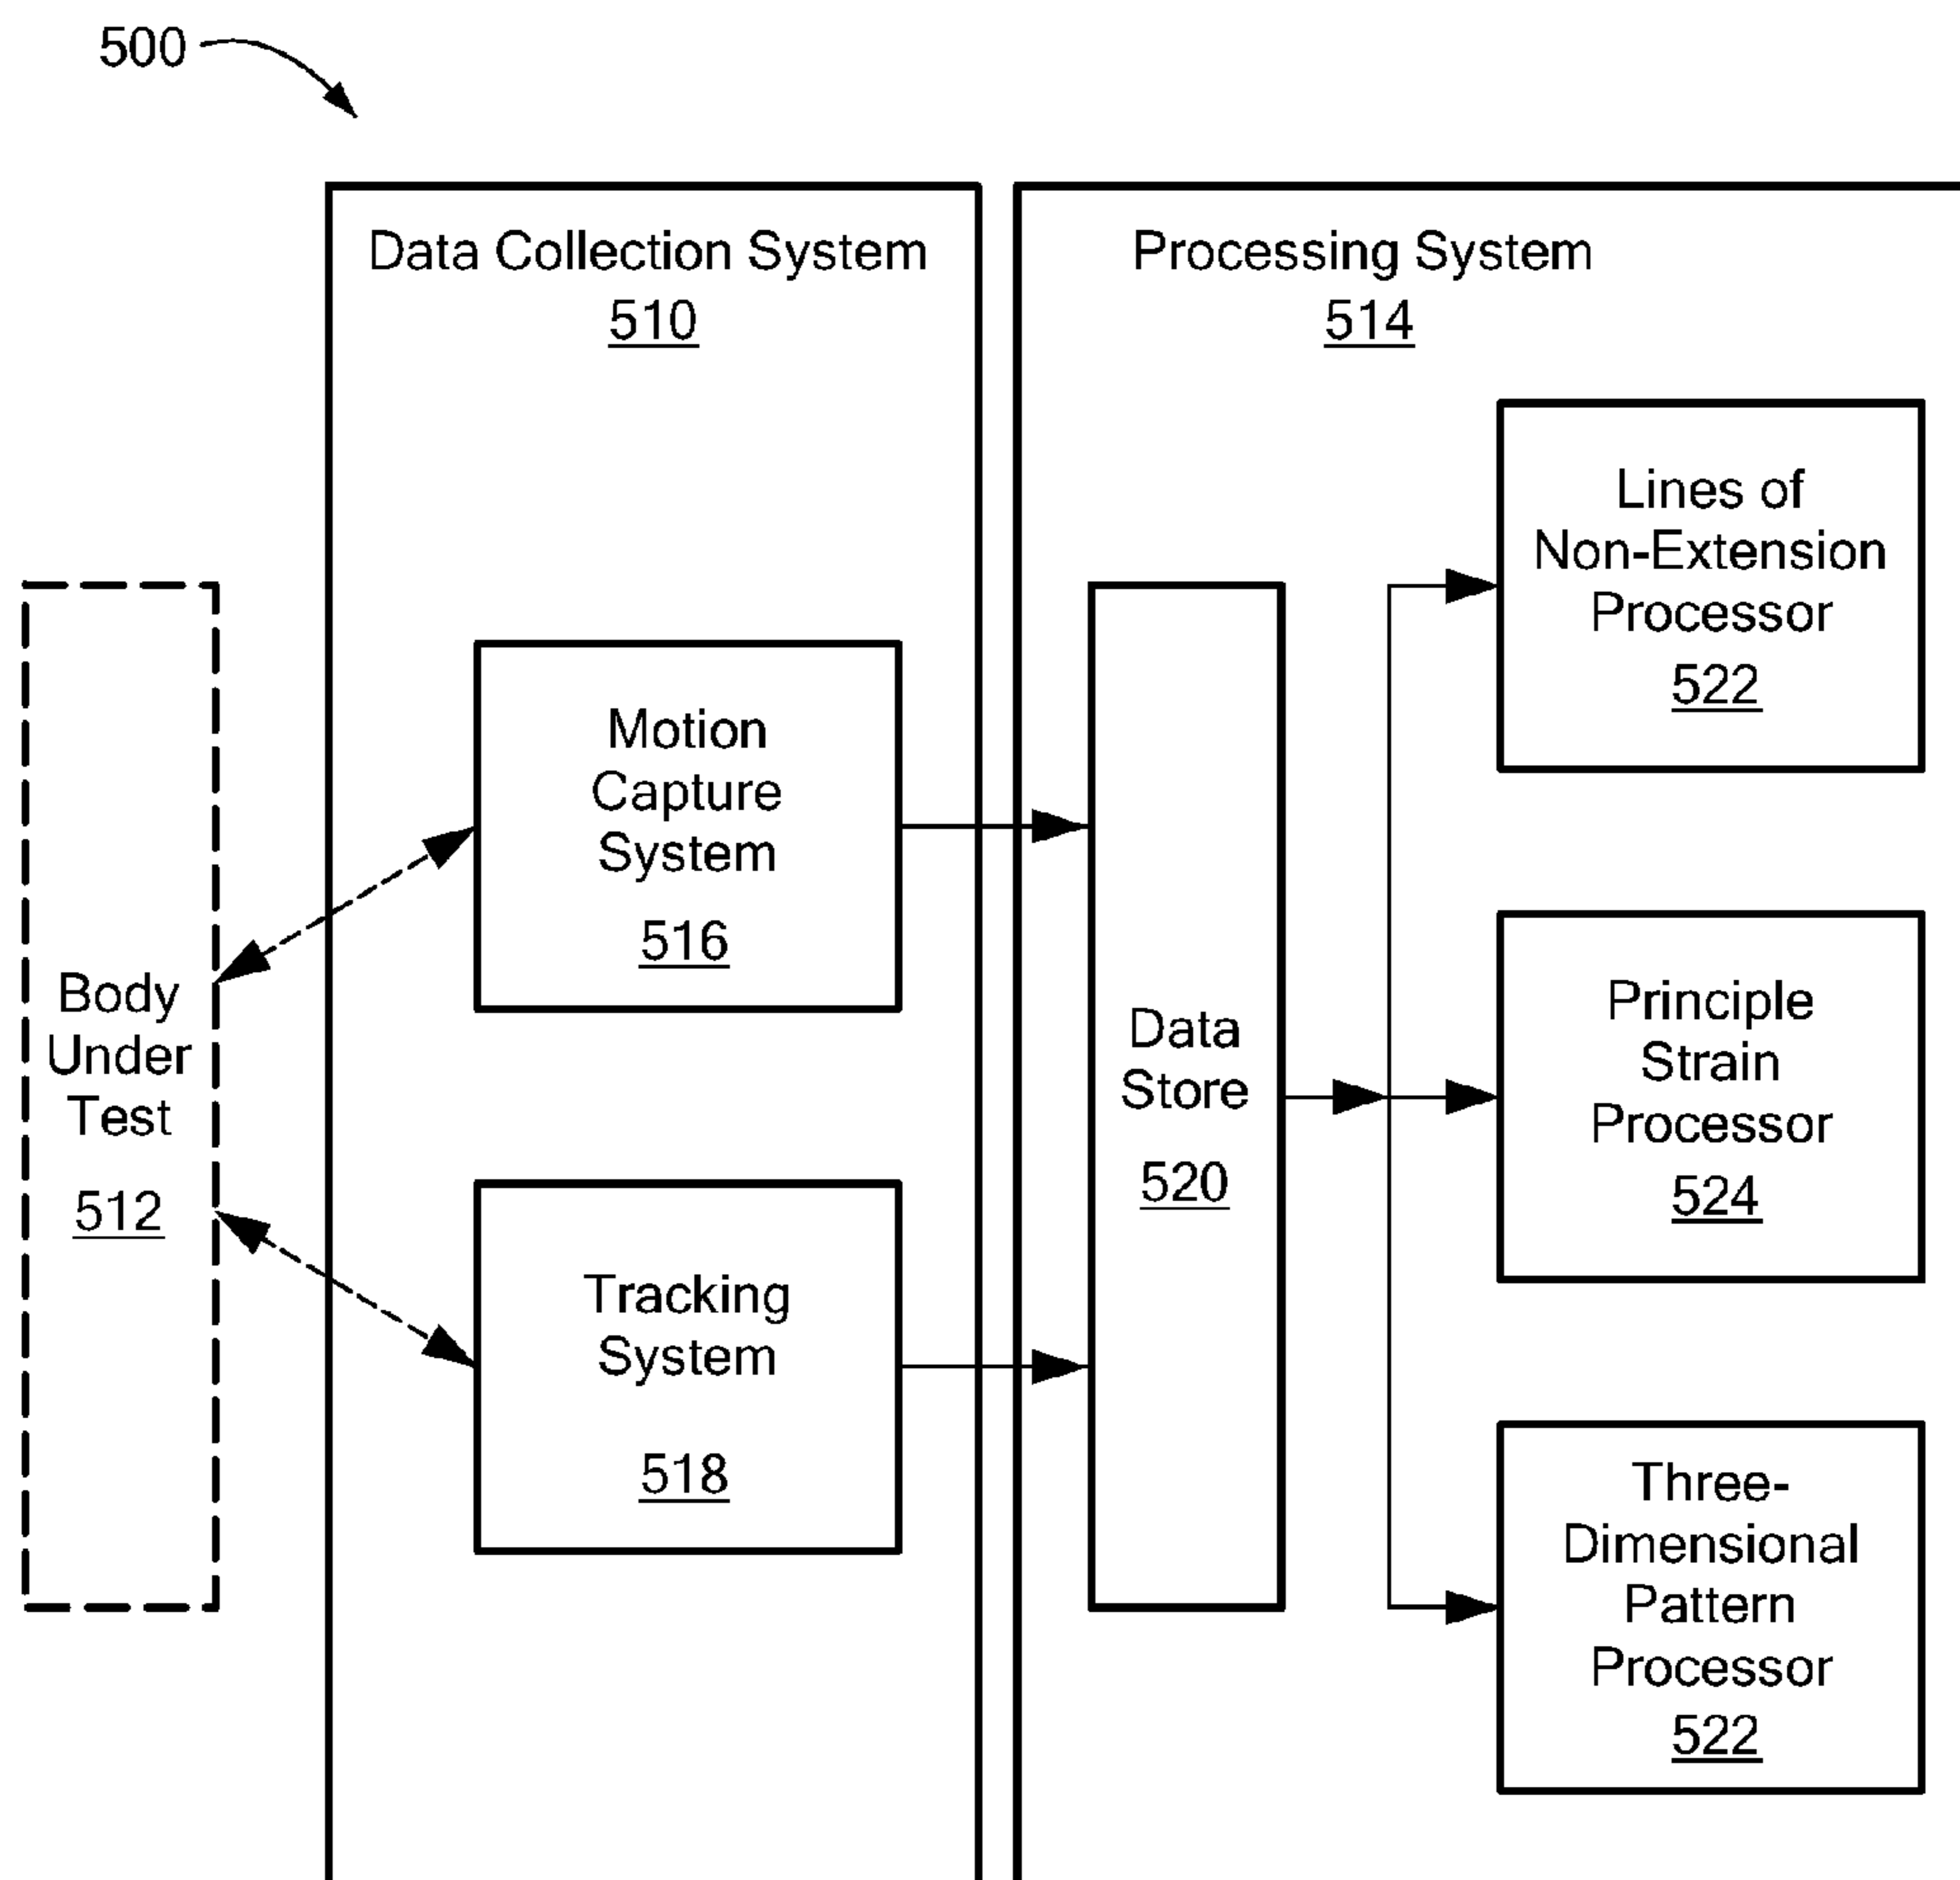 500
Data Collection System
510
Processing System
514
Lines of
Non-Extension
Processor
522
Motion
Capture
System
516
Body
Under
Test
512
Data
Store
520
Principle
Strain
Processor
524
Tracking
System
518
Three-
Dimensional
Pattern
Processor
522